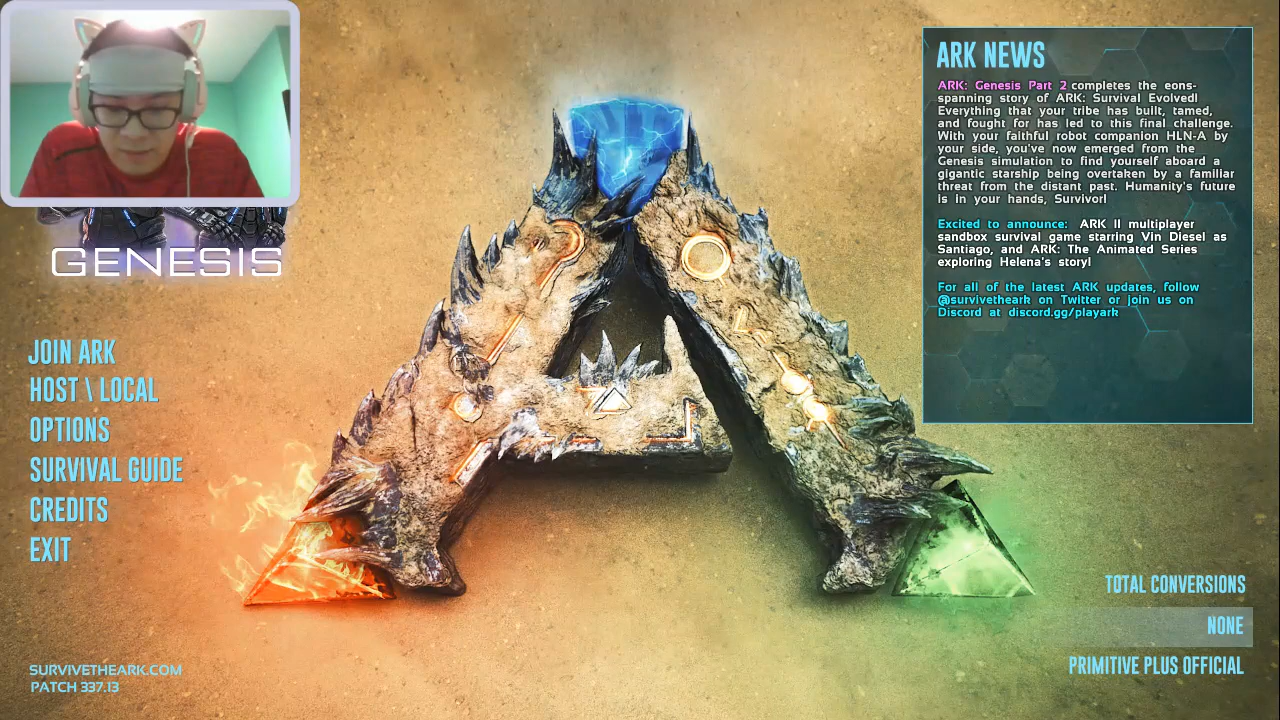 GENESIS
JOIN ARK
HOST \ LOCAL
OPTIONS
SURVIVAL GUIDE
CREDITS
EXIT
SURVIVETHEARK.COM
PATCH 337.13
ARK NEWS
ARK: Genesis Part 2 completes the eons-
spanning story of ARK: Survival Evolved!
Everything that your tribe has built, tamed,
and fought for has led to this final challenge.
With your faithful robot companion HLN-A by
your side, you've now emerged from the
Genesis simulation to find yourself aboard a
gigantic starship being overtaken by a familiar
threat from the distant past. Humanity's future
is in your hands, Survivor!
Excited to announce: ARK II multiplayer
sandbox survival game starring Vin Diesel as
Santiago, and ARK: The Animated Series
exploring Helena's story!
For all of the latest ARK updates, follow
@survivetheark on Twitter or join us on
Discord at discord.gg/playark
TOTAL CONVERSIONS
NONE
PRIMITIVE PLUS OFFICIAL